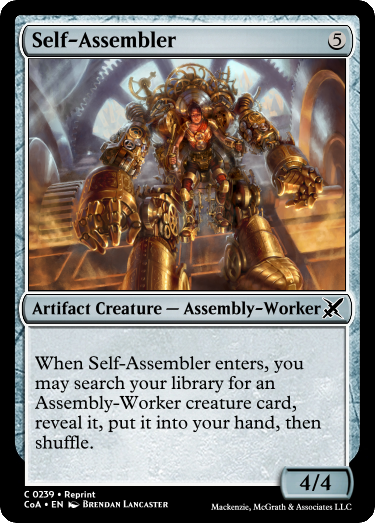 Self-Assembler 5
Artifact Creature — Assembly-Worker
When Self-Assembler enters, you
may search your library for an
Assembly-Worker creature card,
reveal it, put it into your hand, then
shuffle.
4/4
C 0239 • Reprint
CoA • EN Brendan Lancaster
Mackenzie, McGrath & Associates LLC